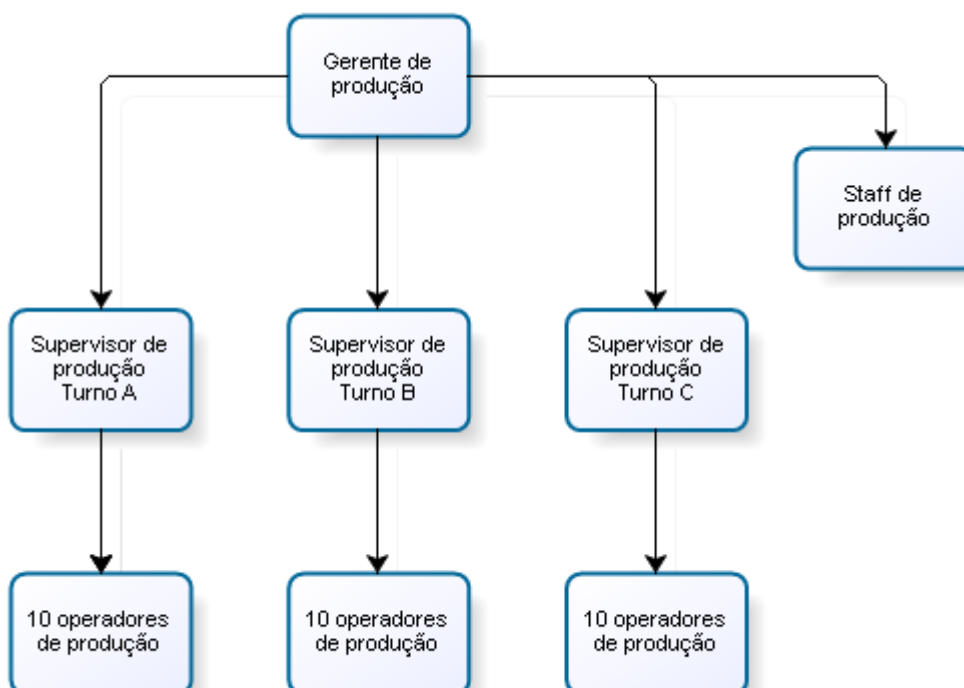 Gerente de
produção
Staff de
produção
Supervisor de
produção
Turno A
Supervisor de
produção
Turno B
Supervisor de
produção
Turno C
10 operadores
de produção
10 operadores
de produção
10 operadores
de produção